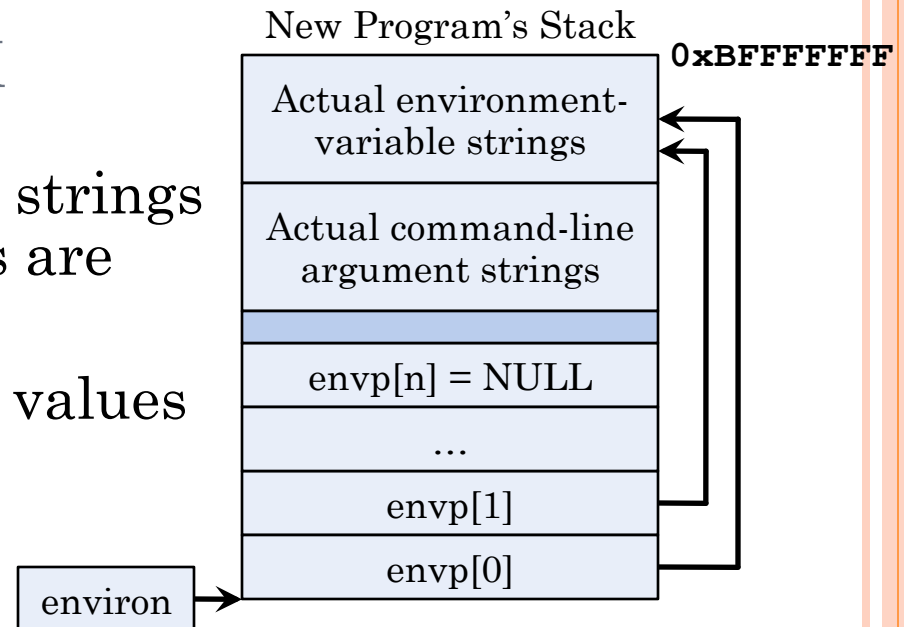 New Program's Stack
0xBFFFFFFF
Actual environment-
variable strings
strings
Actual command-line
argument strings
are
envp[n] = NULL
values
…
envp[1]
envp[0]
environ